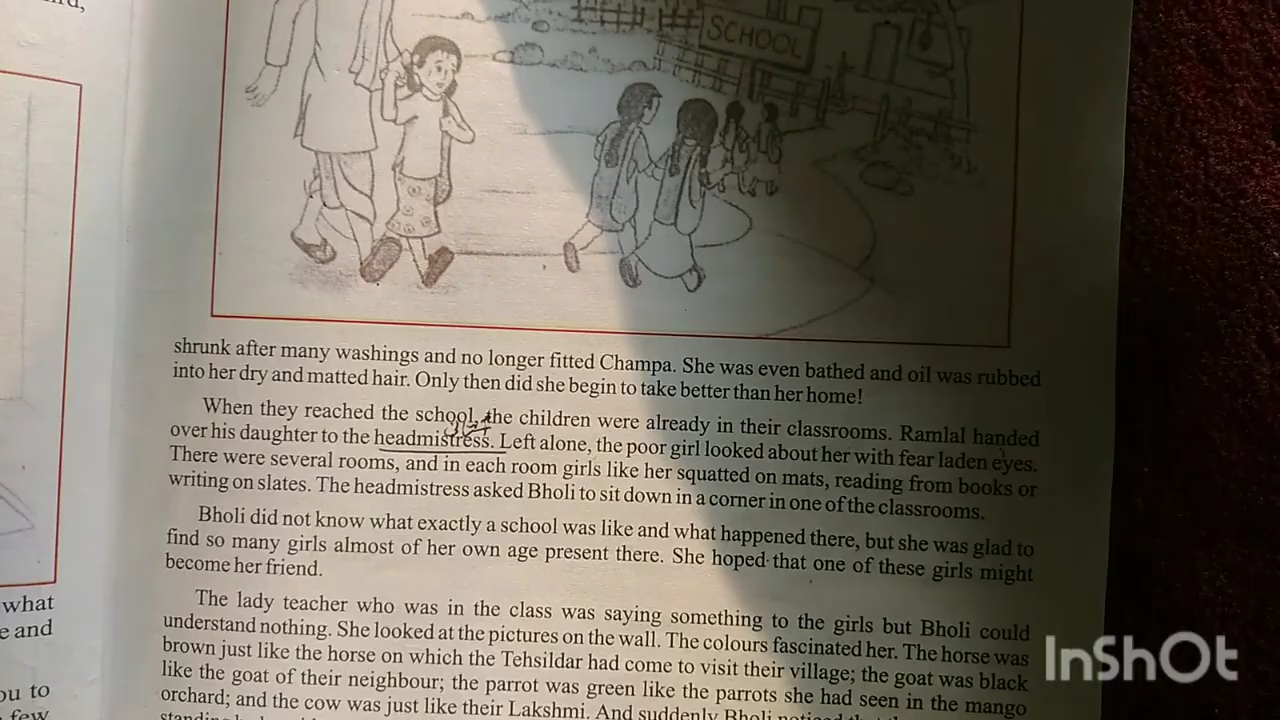 SCHOOL
shrunk after many washings and no longer fitted Champa. She was even bathed and oil was rubbed
into her dry and matted hair. Only then did she begin to take better than her home!
When they reached the school, the children were already in their classrooms. Ramlal handed
over his daughter to the headmistress. Left alone, the poor girl looked about her with fear laden eyes.
There were several rooms, and in each room girls like her squatted on mats, reading from books or
writing on slates. The headmistress asked Bholi to sit down in a corner in one of the classrooms.
Bholi did not know what exactly a school was like and what happened there, but she was glad to
find so many girls almost of her own age present there. She hoped that one of these girls might
become her friend.
The lady teacher who was in the class was saying something to the girls but Bholi could
understand nothing. She looked at the pictures on the wall. The colours fascinated her. The horse was
brown just like the horse on which the Tehsildar had come to visit their village; the goat was black
like the goat of their neighbour; the parrot was green like the parrots she had seen in the mango
orchard; and the cow was just like their Lakshmi. And suddenly Bholi noticed
what
e and
ou to
few
InShOt